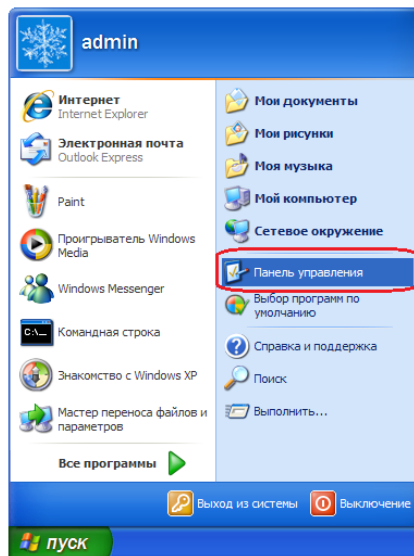 admin
Интернет
Internet Explorer
Электронная почта
Outlook Express
Paint
Проигрыватель Windows
Media
Windows Messenger
C:\_
Командная строка
Знакомство с Windows XP
Мастер переноса файлов и
параметров
Все программы
Мои документы
Мои рисунки
Моя музыка
Мой компьютер
Сетевое окружение
Панель управления
Выбор программ по
умолчанию
Справка и поддержка
Поиск
Выполнить...
Выход из системы
Выключение
пуск